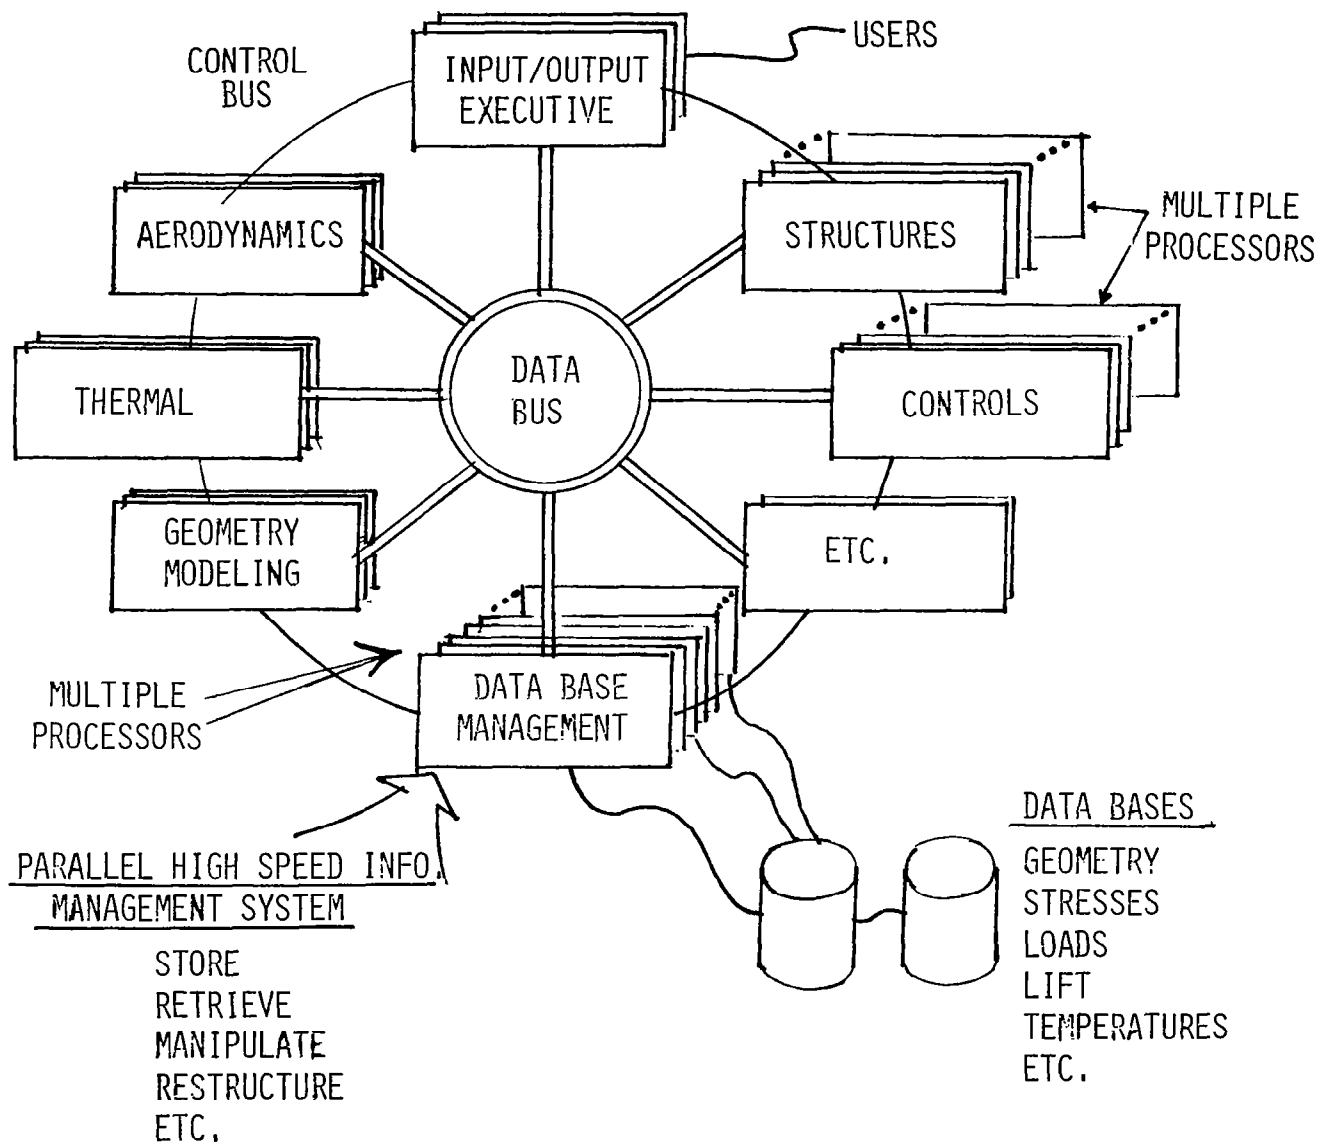 USERS
CONTROL
BUS
INPUT/OUTPUT
EXECUTIVE
AERODYNAMICS
STRUCTURES
MULTIPLE
PROCESSORS
THERMAL
DATA
BUS
CONTROLS
GEOMETRY
MODELING
ETC.
MULTIPLE
PROCESSORS
DATA BASE
MANAGEMENT
PARALLEL HIGH SPEED INFO.
MANAGEMENT SYSTEM
STORE
RETRIEVE
MANIPULATE
RESTRUCTURE
ETC.
DATA BASES
GEOMETRY
STRESSES
LOADS
LIFT
TEMPERATURES
ETC.